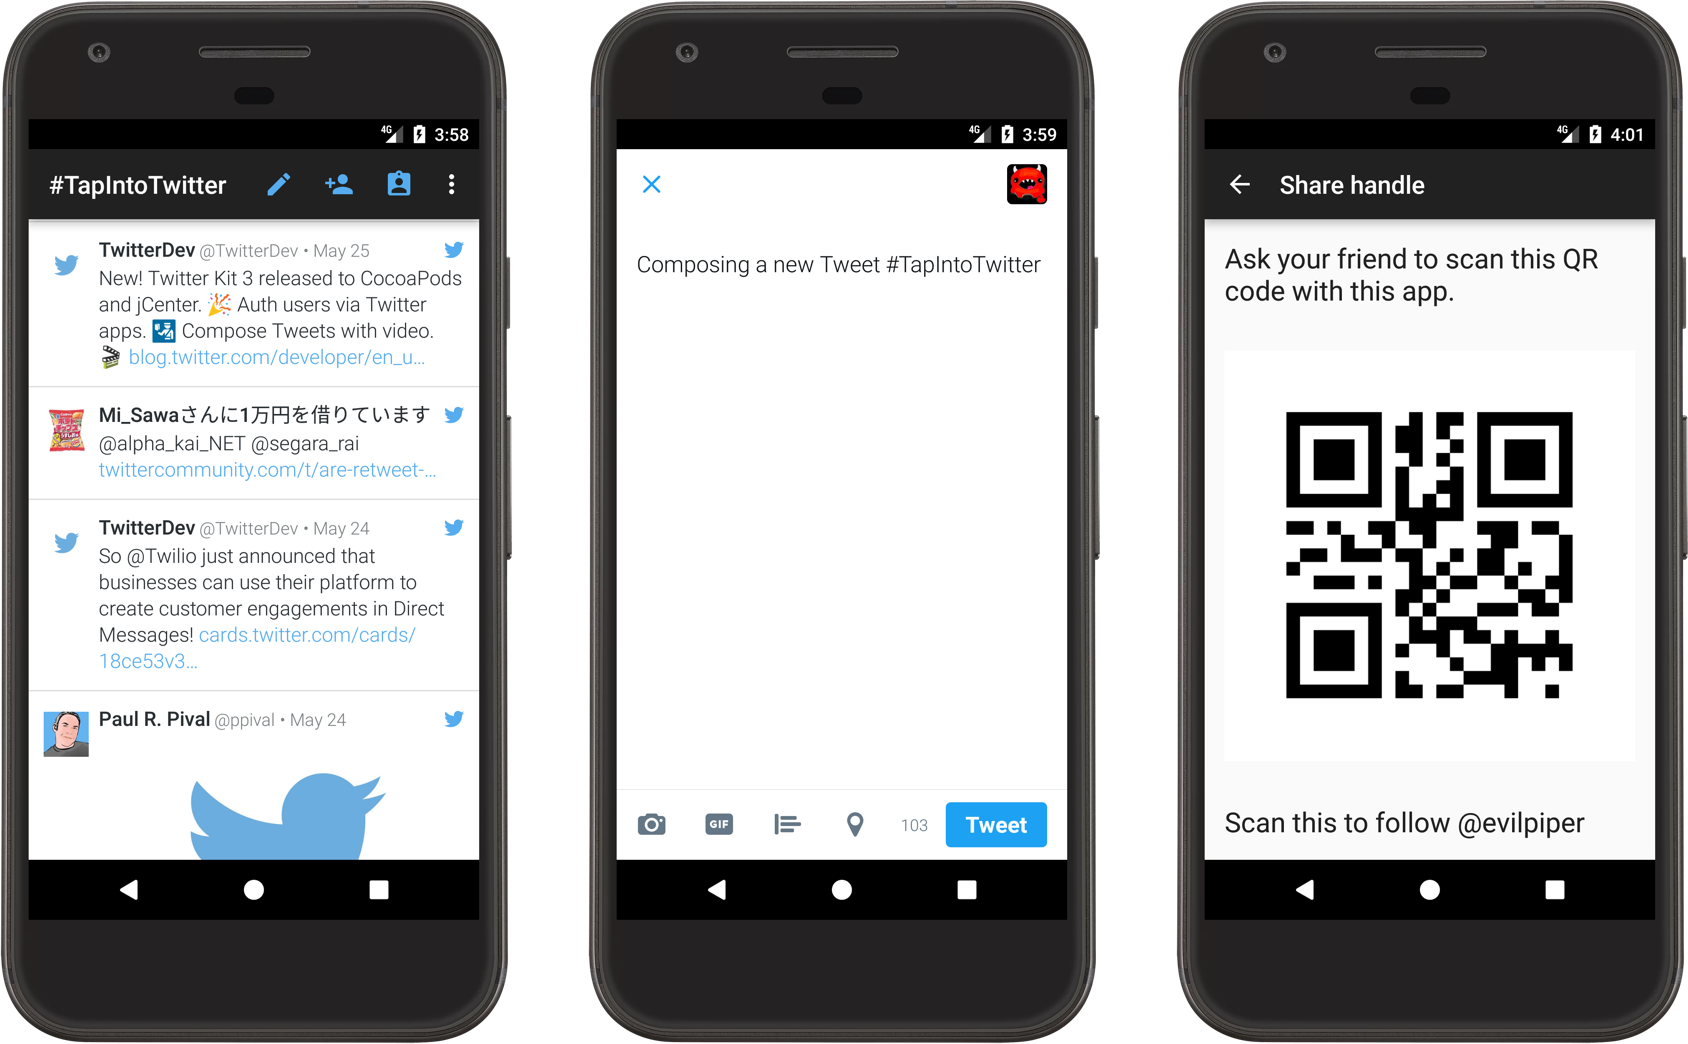 4G 3:58
#TapIntoTwitter
TwitterDev @TwitterDev • May 25
New! Twitter Kit 3 released to CocoaPods
and jCenter. 🎉 Auth users via Twitter
apps. 🛂 Compose Tweets with video.
🎬 blog.twitter.com/developer/en_u...
Mi_Sawaさんに1万円を借りています
@alpha_kai_NET @segara_rai
twittercommunity.com/t/are-retweet-...
TwitterDev @TwitterDev • May 24
So @Twilio just announced that
businesses can use their platform to
create customer engagements in Direct
Messages! cards.twitter.com/cards/
18ce53v3...
Paul R. Pival @ppival • May 24
4G 3:59
Composing a new Tweet #TapIntoTwitter
GIF 103 Tweet
4G 4:01
Share handle
Ask your friend to scan this QR
code with this app.
Scan this to follow @evilpiper